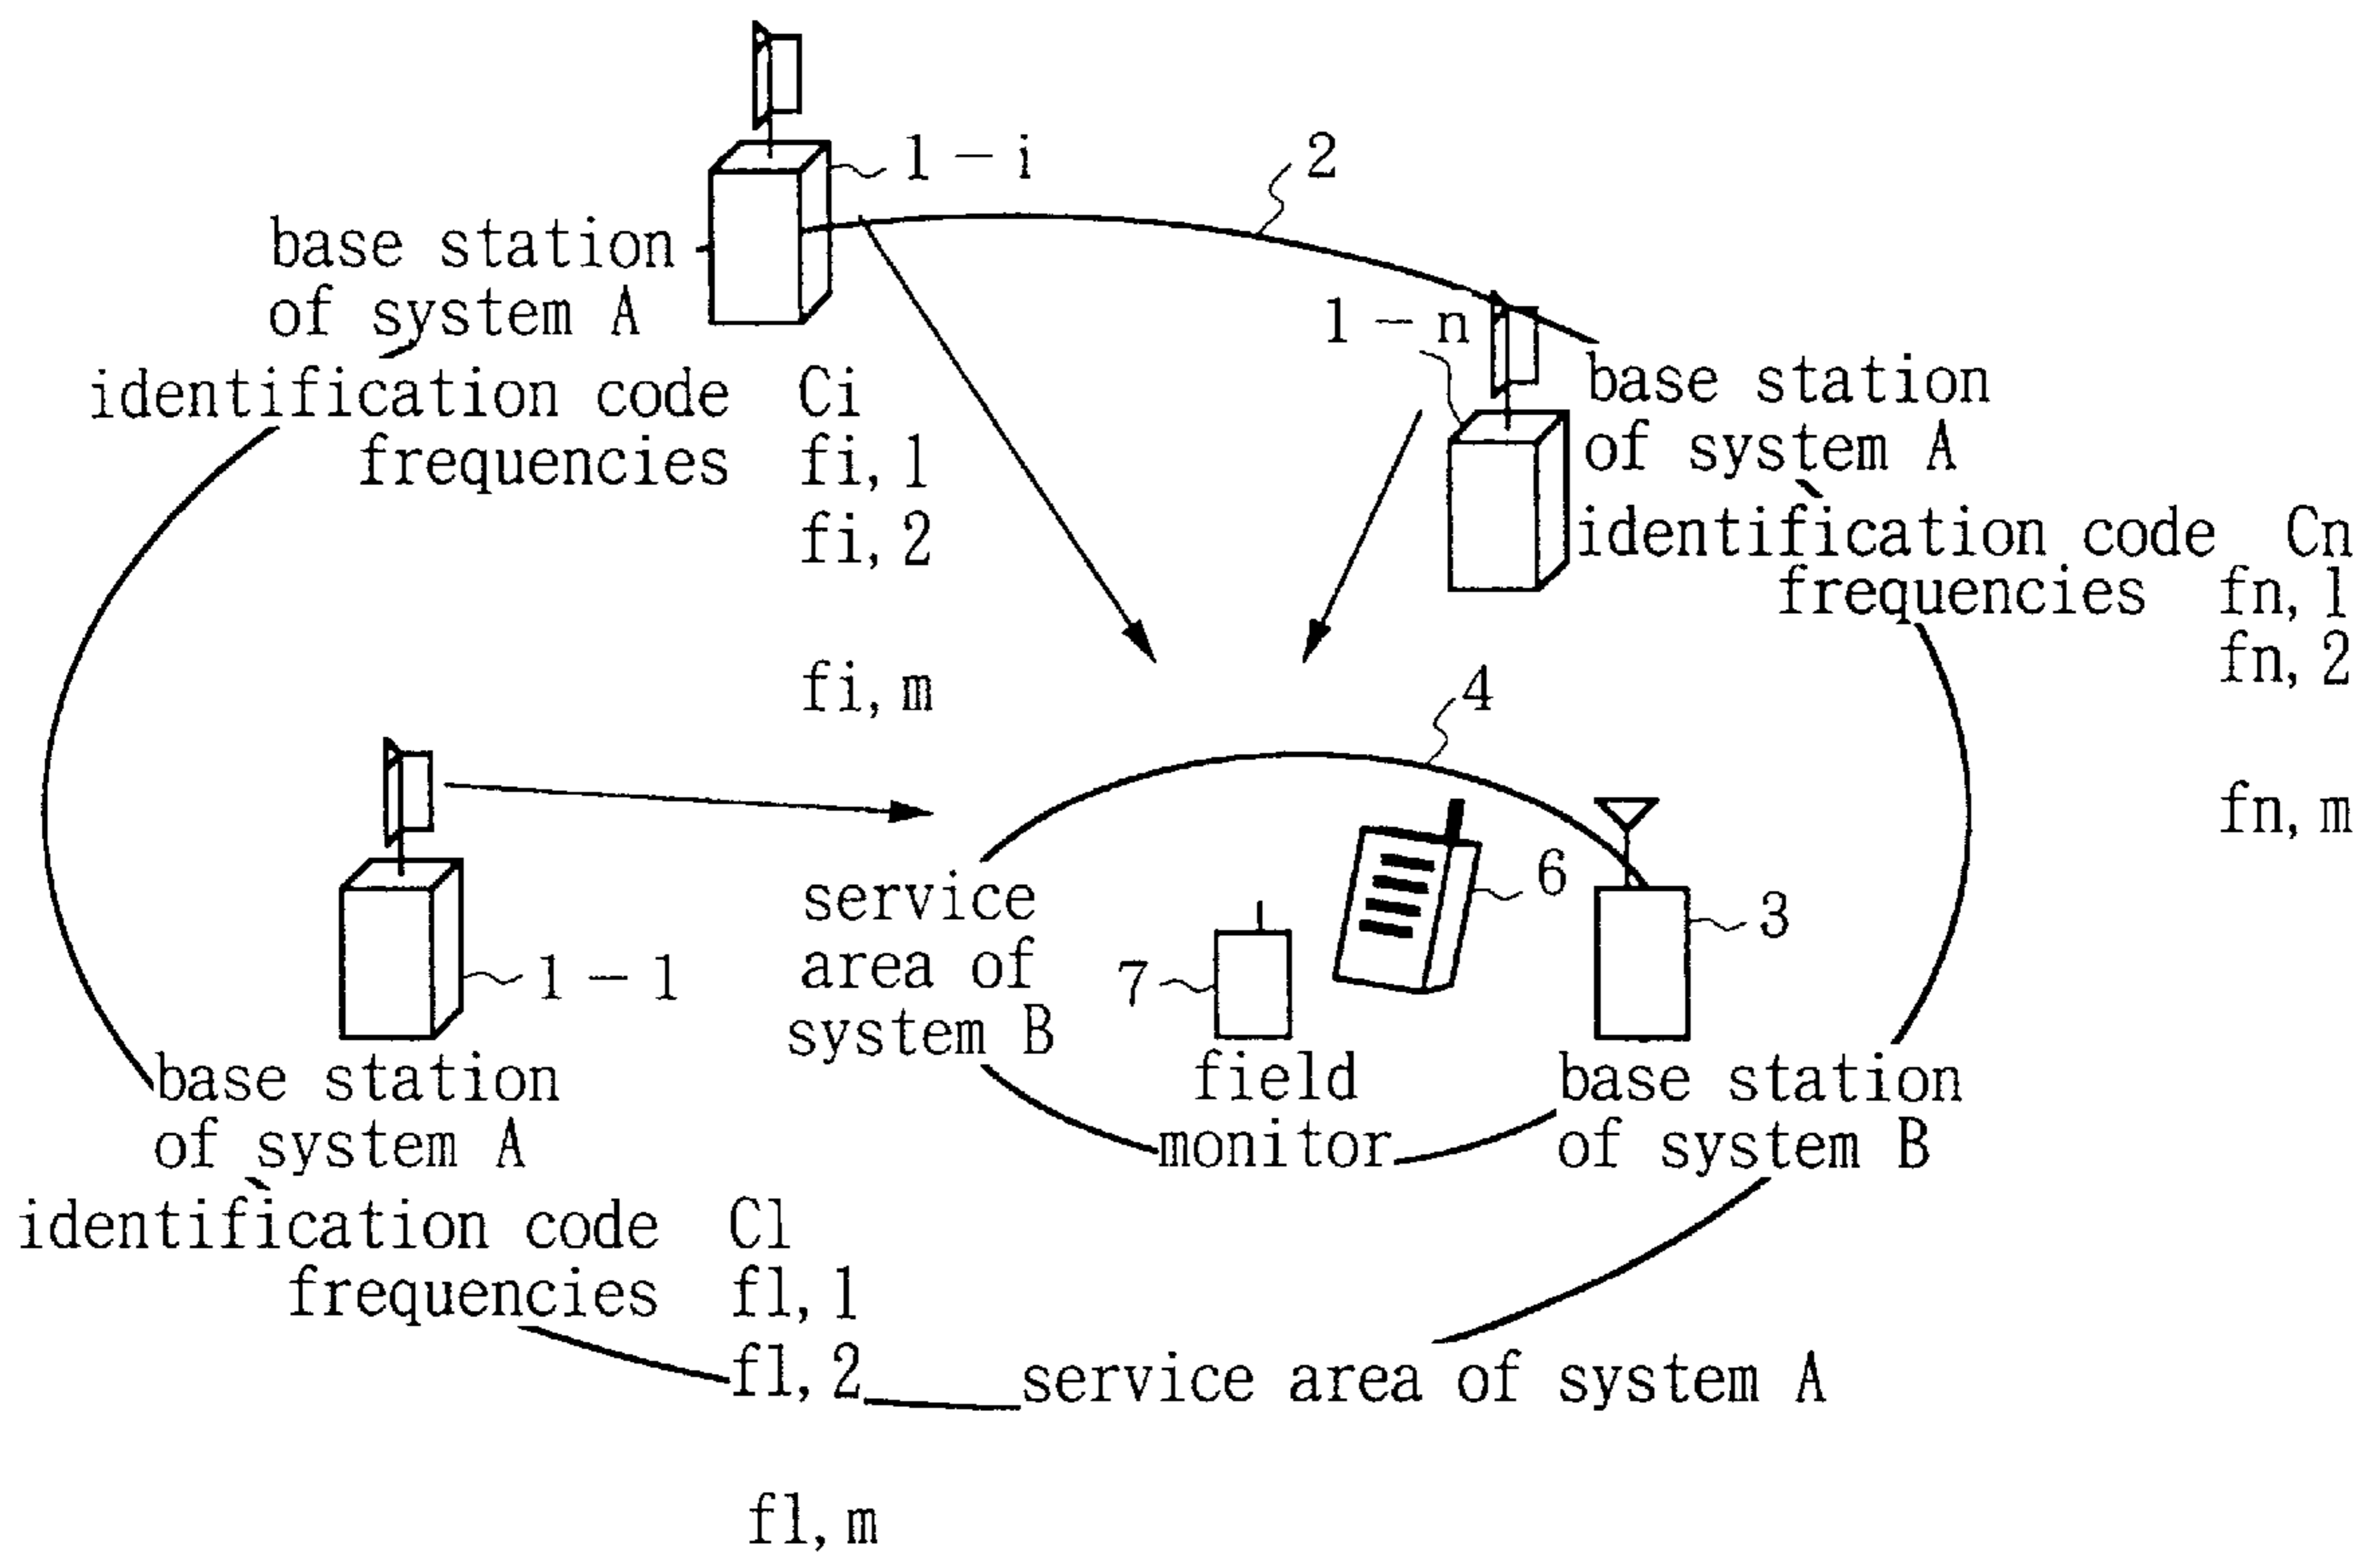 1 - i
2
base station
of system A
identification code Ci
frequencies fi, 1
fi, 2
fi, m
1 - n
base station
of system A
identification code Cn
frequencies fn, 1
fn, 2
fn, m
4
6
3
7
service
area of
system B
field
monitor
base station
of system B
1 - 1
base station
of system A
identification code C1
frequencies f1, 1
f1, 2
f1, m
service area of system A